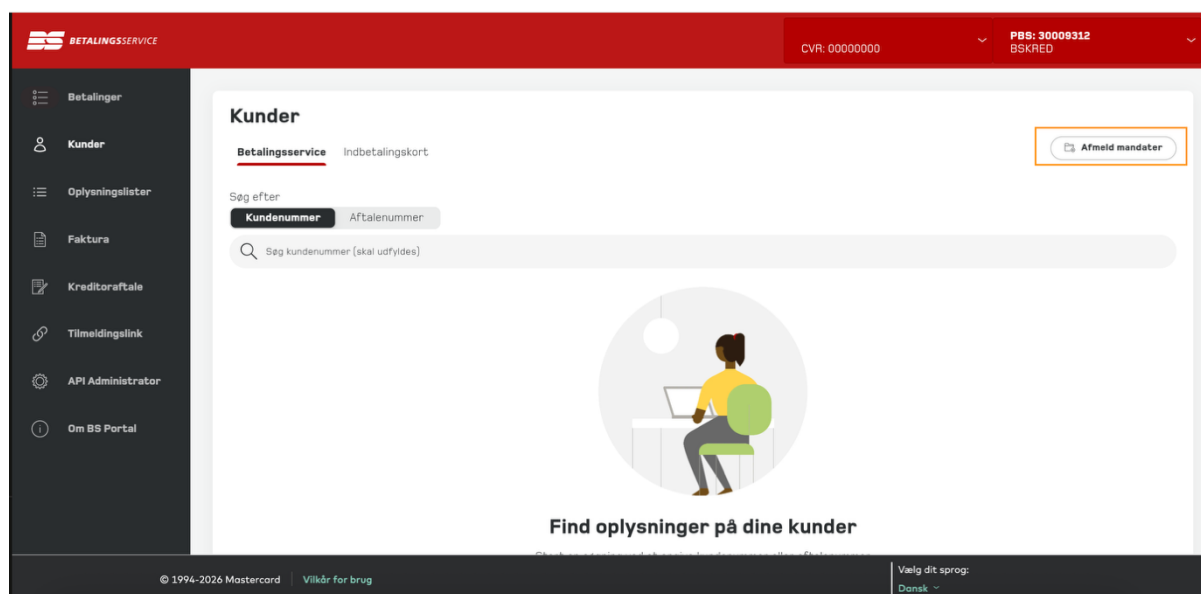 BS BETALINGSSERVICE
CVR: 00000000
PBS: 30009312
BSKRED
Betalinger
Kunder
Oplysningslister
Faktura
Kreditoraftale
Tilmeldingslink
API Administrator
Om BS Portal
Kunder
Betalingsservice Indbetalingskort
Afmeld mandater
Søg efter
Kundenummer Aftalenummer
Søg kundenummer (skal udfyldes)
Find oplysninger på dine kunder
© 1994-2026 Mastercard Vilkår for brug
Vælg dit sprog:
Dansk